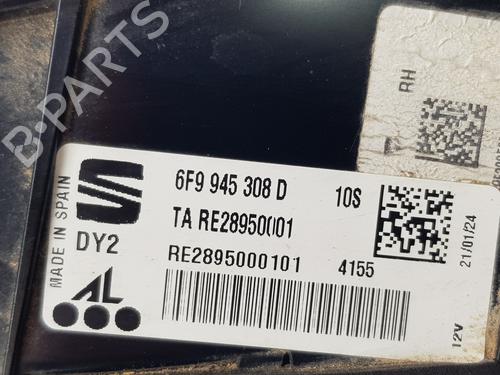 B-PARTS
RH
MADE IN SPAIN
6F9 945 308 D 10S
TA RE28950001
DY2
RE2895000101 4155
21/01/24
AL
12V